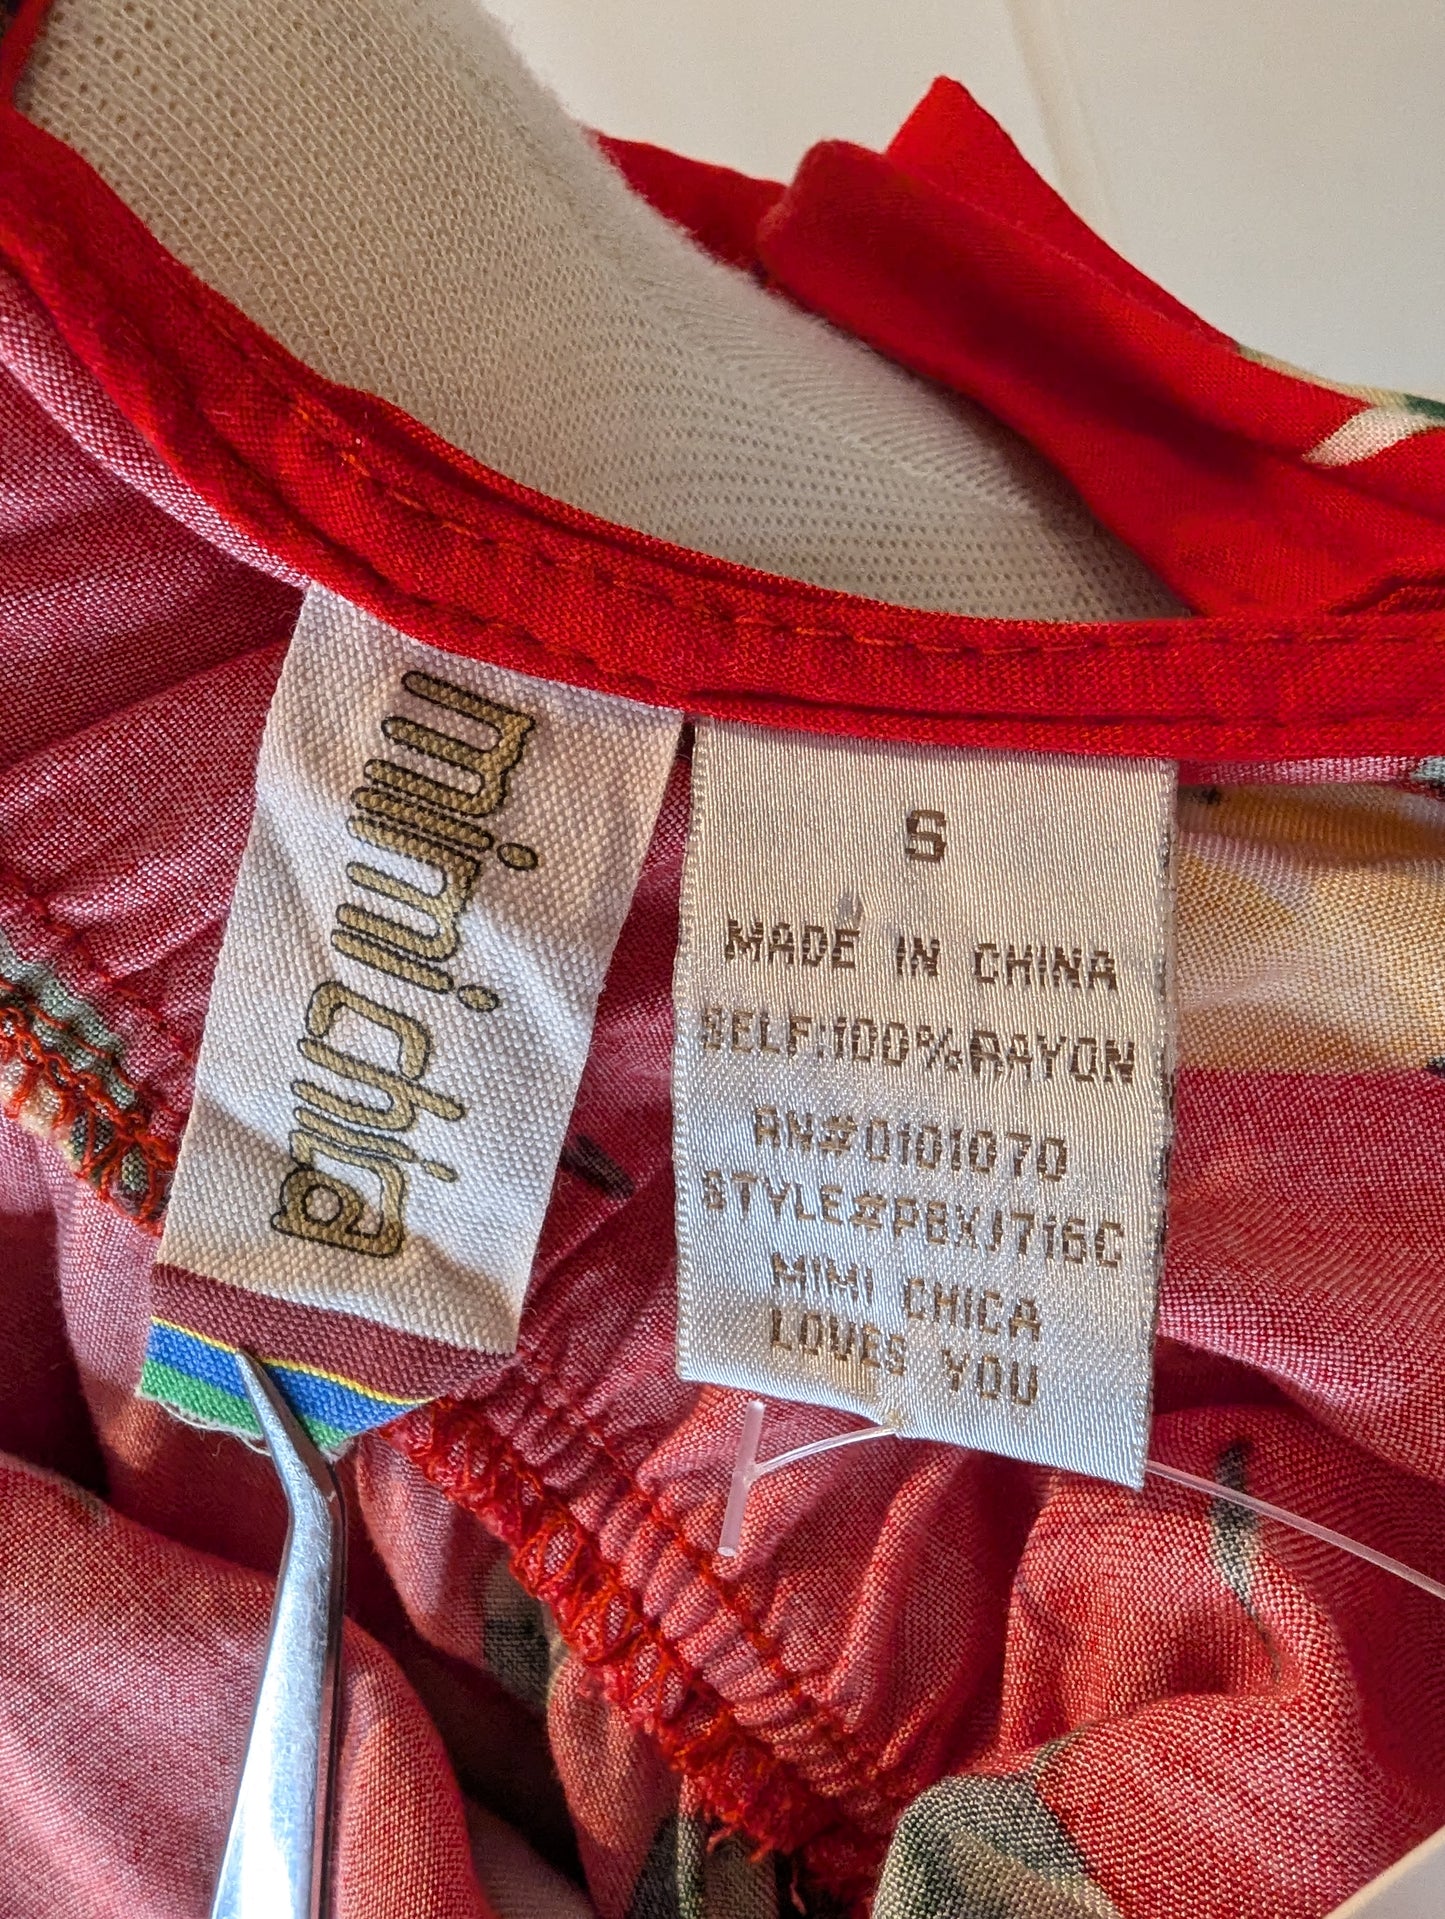 mimi chica
S
MADE IN CHINA
SELF:100%RAYON
RN#0101070
STYLE#PBXJ716C
MIMI CHICA
LOVES YOU